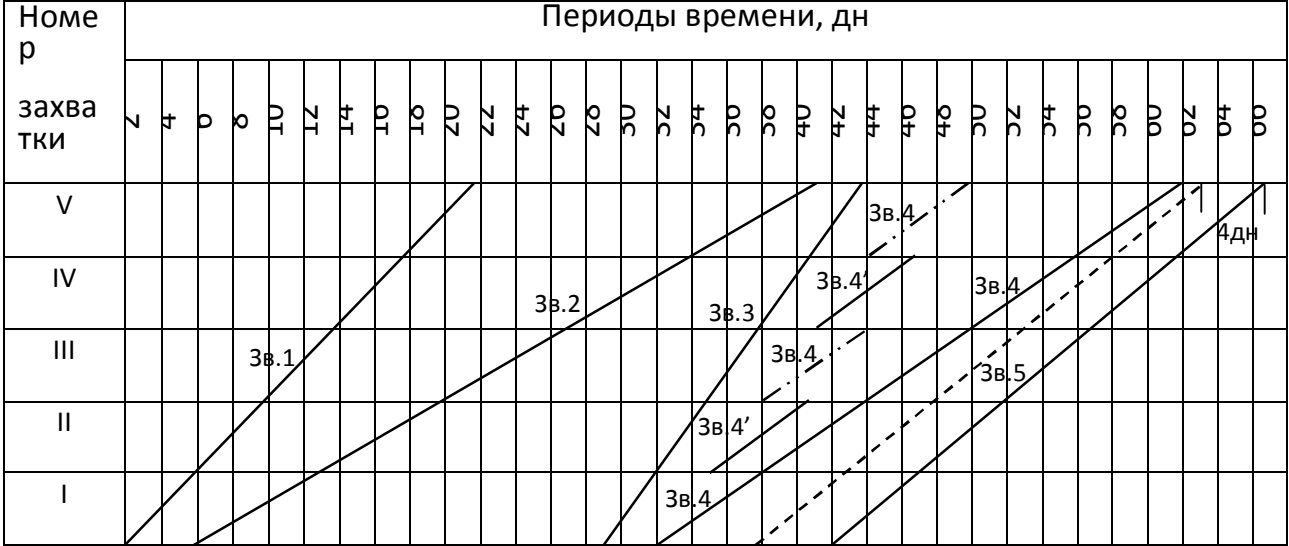 Номе
р
захва
тки
Периоды времени, дн
2 4 6 8 10 12 14 16 18 20 22 24 26 28 30 32 34 36 38 40 42 44 46 48 50 52 54 56 58 60 62 64 66
V
Зв.4
4дн
IV
Зв.2
Зв.3
Зв.4’
Зв.4
III
Зв.1
Зв.4
Зв.5
II
Зв.4’
I
Зв.4